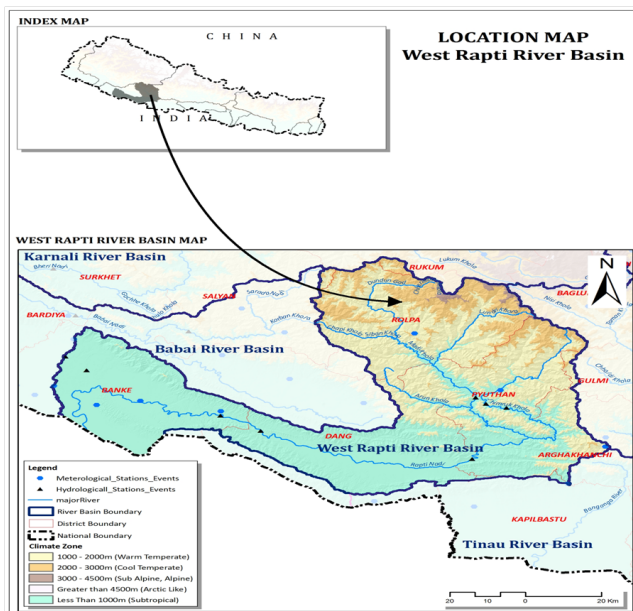 INDEX MAP
CHINA
INDIA
LOCATION MAP
West Rapti River Basin
WEST RAPTI RIVER BASIN MAP
Karnali River Basin
N
SURKHET
RUKUM
SALYAN
BARDIYA
ROLPA
Babai River Basin
BANKE
PYUTHAN
GULMI
DANG
West Rapti River Basin
ARGHAKHANCHI
Rapti Nadi
KAPILBASTU
Tinau River Basin
Legend
Meterological_Stations_Events
Hydrologicall_Stations_Events
majorRiver
River Basin Boundary
District Boundary
National Boundary
Climate Zone
1000 - 2000m (Warm Temperate)
2000 - 3000m (Cool Temperate)
3000 - 4500m (Sub Alpine, Alpine)
Greater than 4500m (Arctic Like)
Less Than 1000m (Subtropical)
20 10 0 20 Km